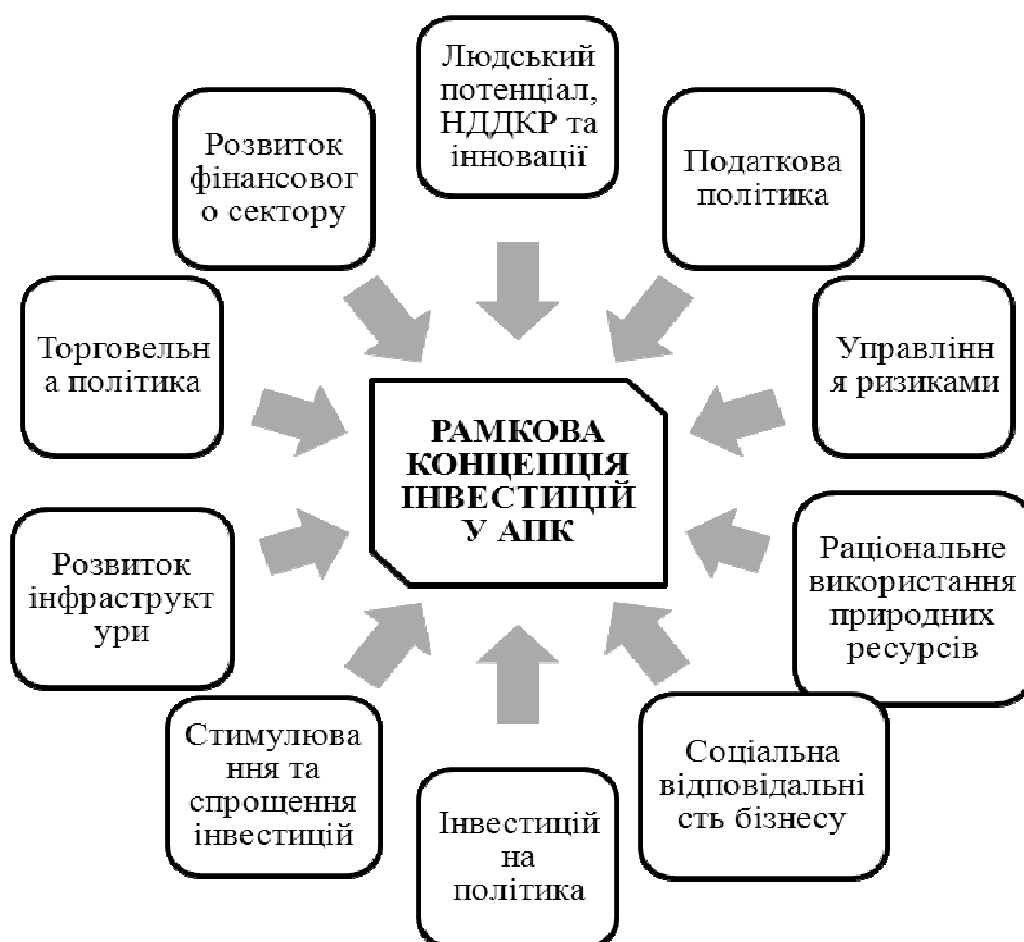 Людський
потенціал,
НДДКР та
інновації
Розвиток
фінансовог
о сектору
Податкова
політика
Торговельн
а політика
Управлінн
я ризиками
РАМКОВА
КОНЦЕПЦІЯ
ІНВЕСТИЦІЙ
У АПК
Розвиток
інфраструкт
ури
Раціональне
використання
природних
ресурсів
Стимулюва
ння та
спрощення
інвестицій
Інвестицій
на
політика
Соціальна
відповідальні
сть бізнесу